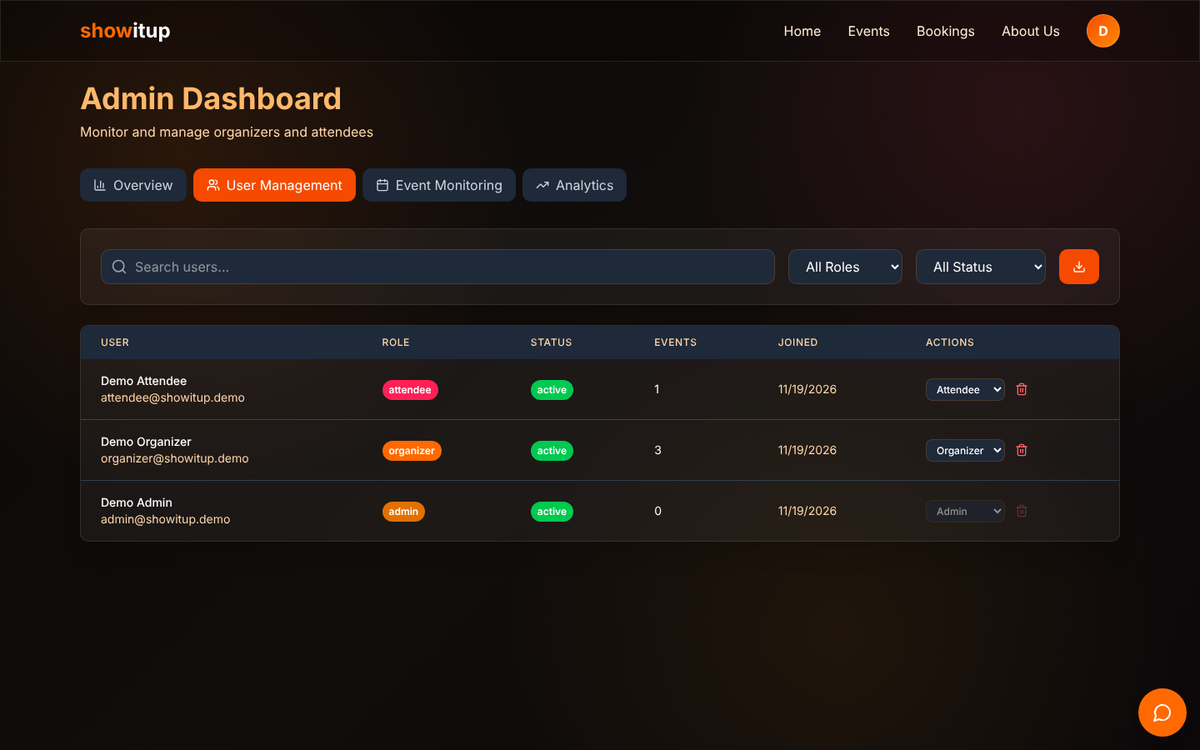 showitup
Home Events Bookings About Us D
Admin Dashboard
Monitor and manage organizers and attendees
Overview User Management Event Monitoring Analytics
Search users... All Roles All Status
USER ROLE STATUS EVENTS JOINED ACTIONS
Demo Attendee
attendee@showitup.demo
attendee active 1 11/19/2026 Attendee
Demo Organizer
organizer@showitup.demo
organizer active 3 11/19/2026 Organizer
Demo Admin
admin@showitup.demo
admin active 0 11/19/2026 Admin